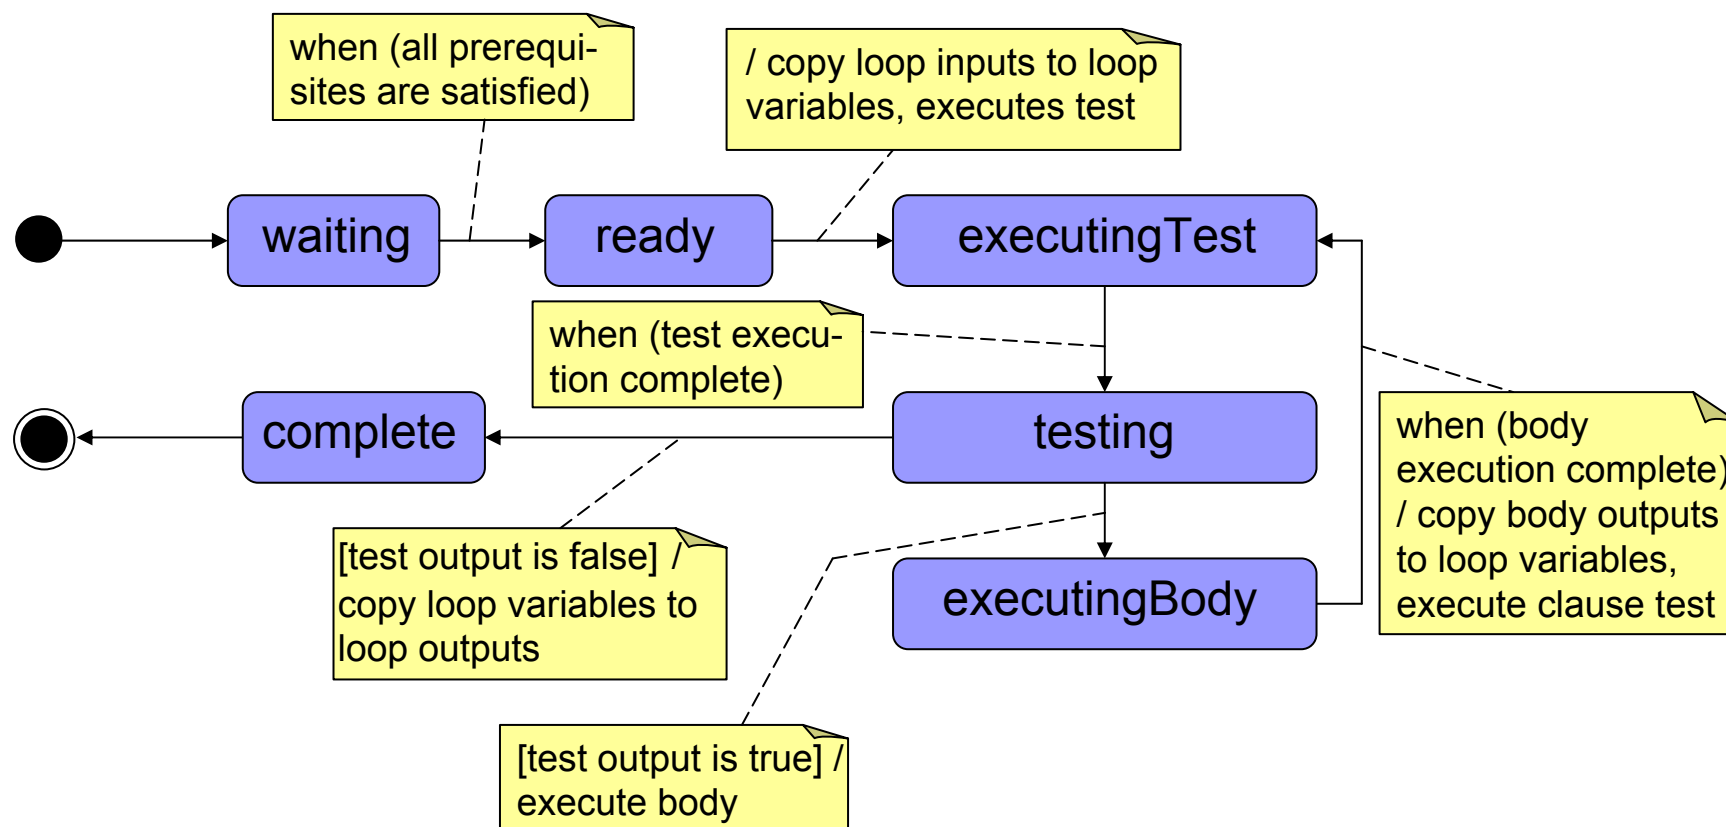 when (all prerequi-
sites are satisfied)
/ copy loop inputs to loop
variables, executes test
waiting
ready
executingTest
when (test execu-
tion complete)
complete
testing
when (body
execution complete)
/ copy body outputs
to loop variables,
execute clause test
[test output is false] /
copy loop variables to
loop outputs
executingBody
[test output is true] /
execute body